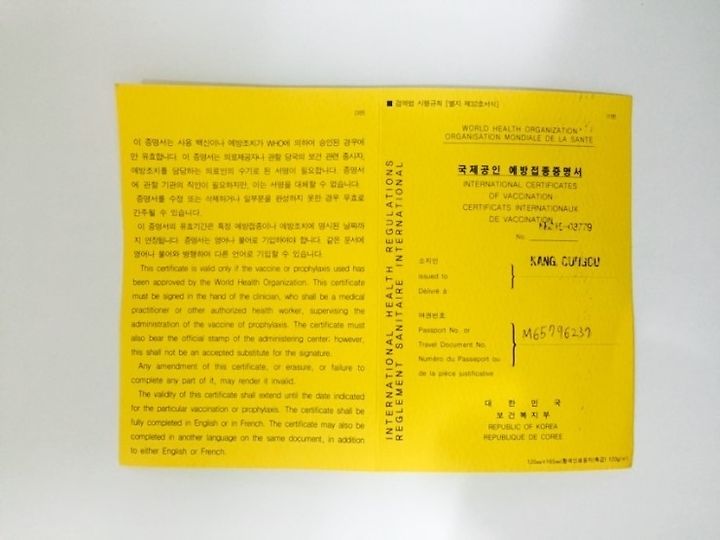 이 증명서는 사용 백신이나 예방조치가 WHO에 의하여 승인된 경우에
만 유효합니다. 이 증명서는 의료제공자나 관할 당국의 보건 관련 종사자,
예방조치를 담당하는 의료인의 수기로 된 서명이 필요합니다. 증명서
에 관할 기관의 직인이 필요하지만, 이는 서명을 대체할 수 없습니다.
증명서를 수정 또는 삭제하거나 일부분을 완성하지 못한 경우 무효로
간주될 수 있습니다.
이 증명서의 유효기간은 특정 예방접종이나 예방조치에 명시된 날짜까
지 연장됩니다. 증명서는 영어나 불어로 기입하여야 합니다. 같은 문서에
영어나 불어와 병행하여 다른 언어로 기입할 수 있습니다.
This certificate is valid only if the vaccine or prophylaxis used has
been approved by the World Health Organization. This certificate
must be signed in the hand of the clinician, who shall be a medical
practitioner or other authorized health worker, supervising the
administration of the vaccine of prophylaxis. The certificate must
also bear the official stamp of the administering center; however,
this shall not be an accepted substitute for the signature.
Any amendment of this certificate, or erasure, or failure to
complete any part of it, may render it invalid.
The validity of this certificate shall extend until the date indicated
for the particular vaccination or prophylaxis. The certificate shall be
fully completed in English or in French. The certificate may also be
completed in another language on the same document, in addition
to either English or French.
INTERNATIONAL HEALTH REGULATIONS
REGLEMENT SANITAIRE INTERNATIONAL
■ 검역법 시행규칙 [별지 제32호서식]
WORLD HEALTH ORGANIZATION
ORGANISATION MONDIALE DE LA SANTE
국제공인 예방접종증명서
INTERNATIONAL CERTIFICATES
OF VACCINATION
CERTIFICATS INTERNATIONAUX
DE VACCINATION
No.
소지인
Issued to
Délivré à
KANG,
여권번호
Passport No. or
Travel Document No.
Numéro du Passeport ou
de la pièce justificative
M65796237
대 한 민 국
보 건 복 지 부
REPUBLIC OF KOREA
REPUBLIQUE DE COREE